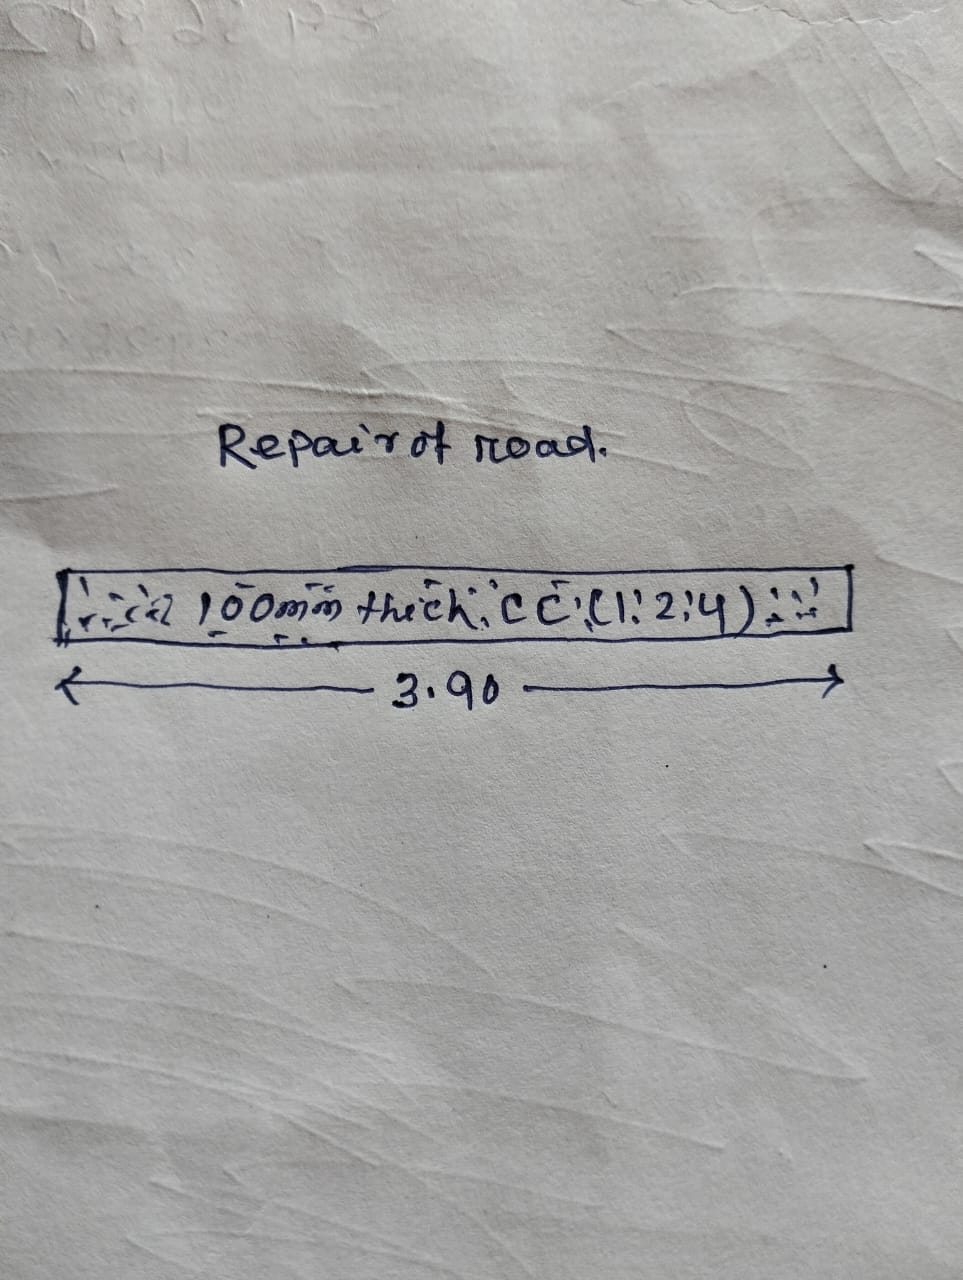 Repair of road.
100mm thick CC (1:2:4)
3.90